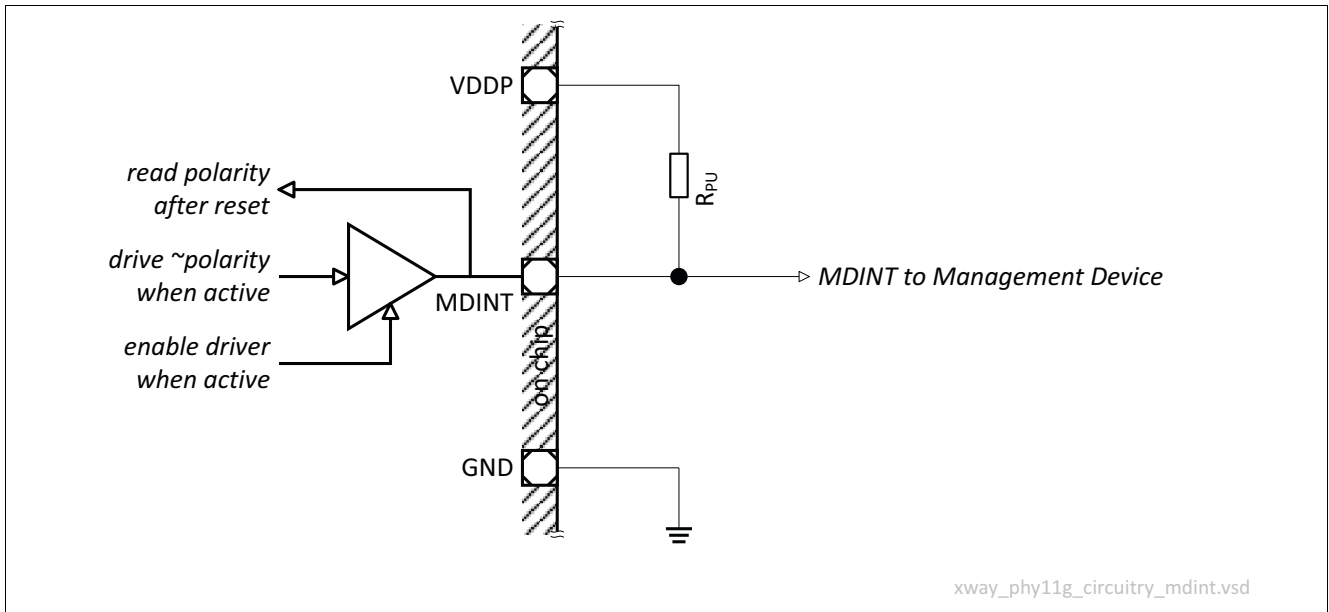 VDDP
read polarity
after reset
R_PU
drive ~polarity
when active
MDINT
MDINT to Management Device
enable driver
when active
on chip
GND
xway_phy11g_circuitry_mdint.vsd